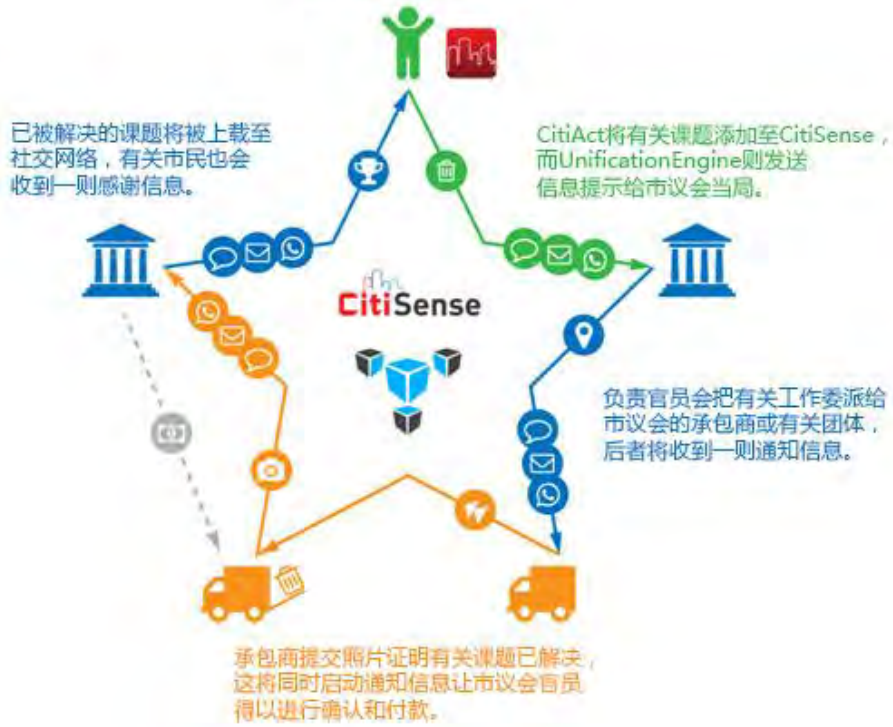 已被解决的课题将被上载至
社交网络，有关市民也会
收到一则感谢信息。
CitiAct将有关课题添加至CitiSense，
而UnificationEngine则发送
信息提示给市议会当局。
CitiSense
负责官员会把有关工作委派给
市议会的承包商或有关团体，
后者将收到一则通知信息。
承包商提交照片证明有关课题已解决，
这将同时启动通知信息让市议会官员
得以进行确认和付款。